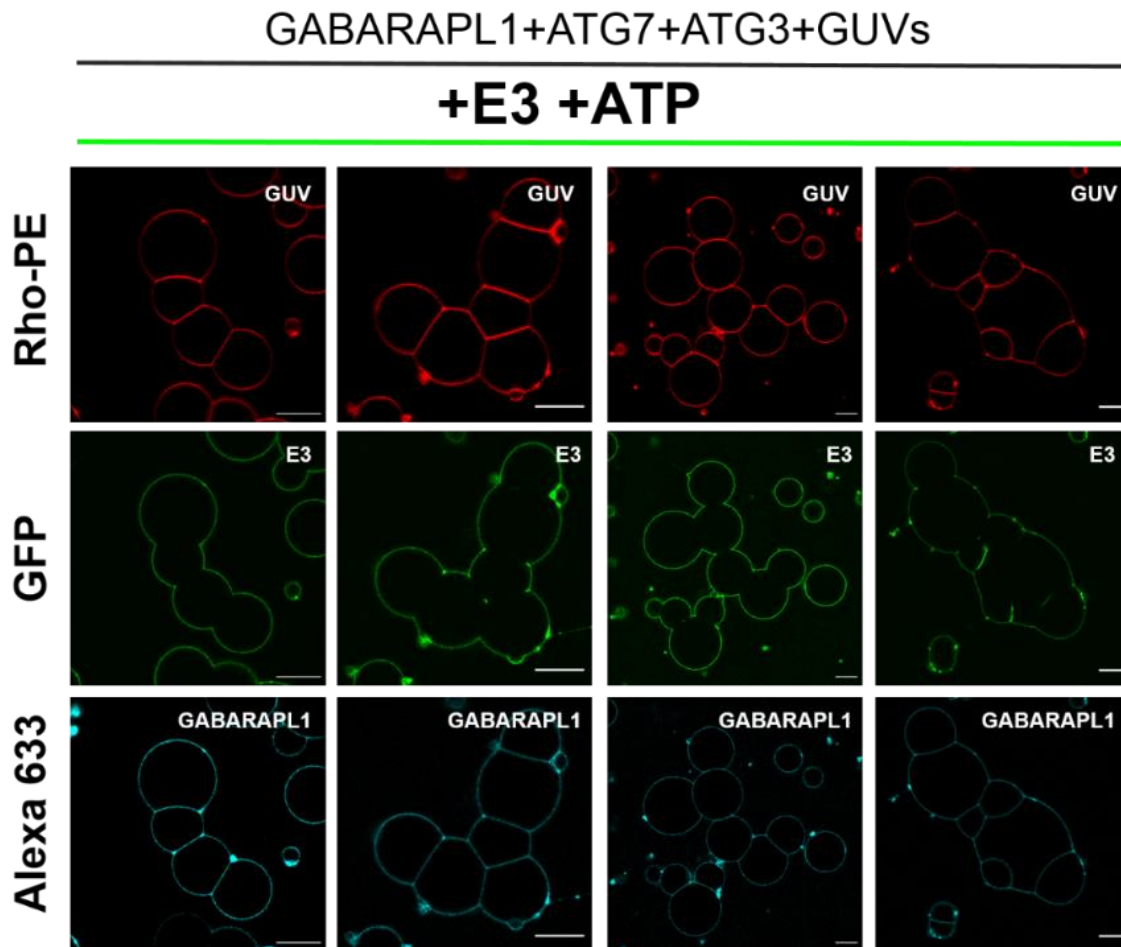 GABARAPL1+ATG7+ATG3+GUVs
+E3 +ATP
Rho-PE
GUV
GUV
GUV
GUV
GFP
E3
E3
E3
E3
Alexa 633
GABARAPL1
GABARAPL1
GABARAPL1
GABARAPL1